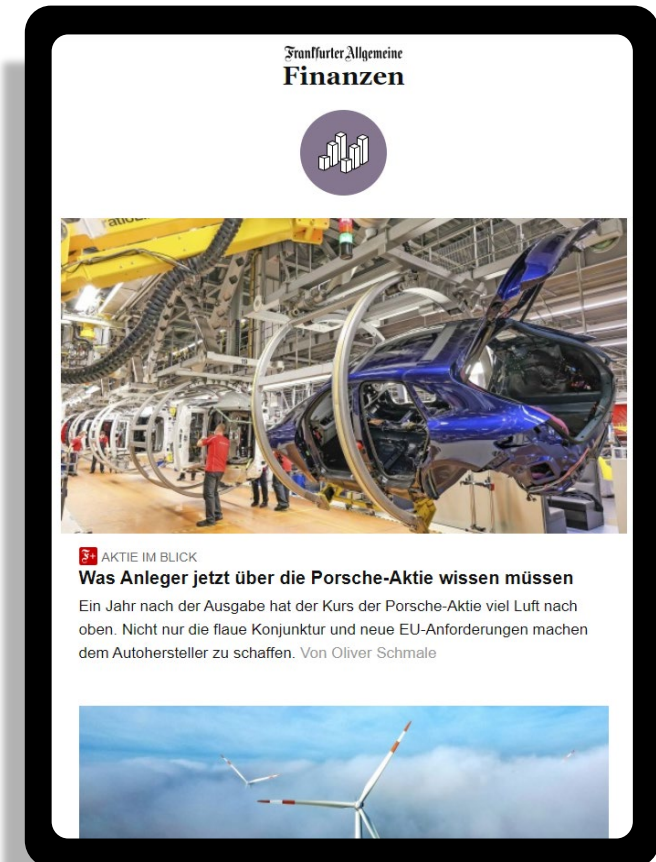 Frankfurter Allgemeine
Finanzen
F+ AKTIE IM BLICK
Was Anleger jetzt über die Porsche-Aktie wissen müssen
Ein Jahr nach der Ausgabe hat der Kurs der Porsche-Aktie viel Luft nach
oben. Nicht nur die flaue Konjunktur und neue EU-Anforderungen machen
dem Autohersteller zu schaffen. Von Oliver Schmale